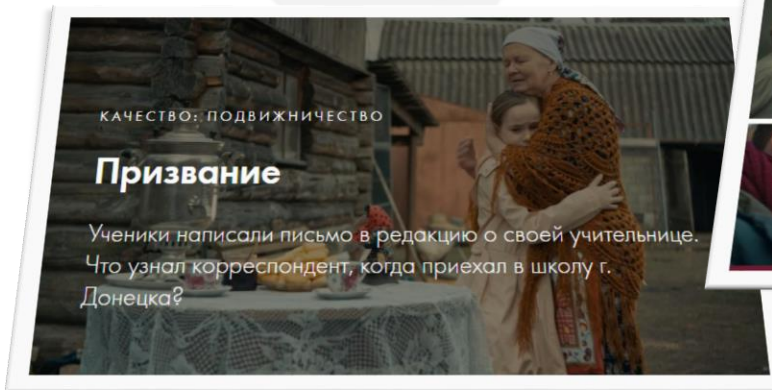 КАЧЕСТВО: ПОДВИЖНИЧЕСТВО
Призвание
Ученики написали письмо в редакцию о своей учительнице.
Что узнал корреспондент, когда приехал в школу г.
Донецка?